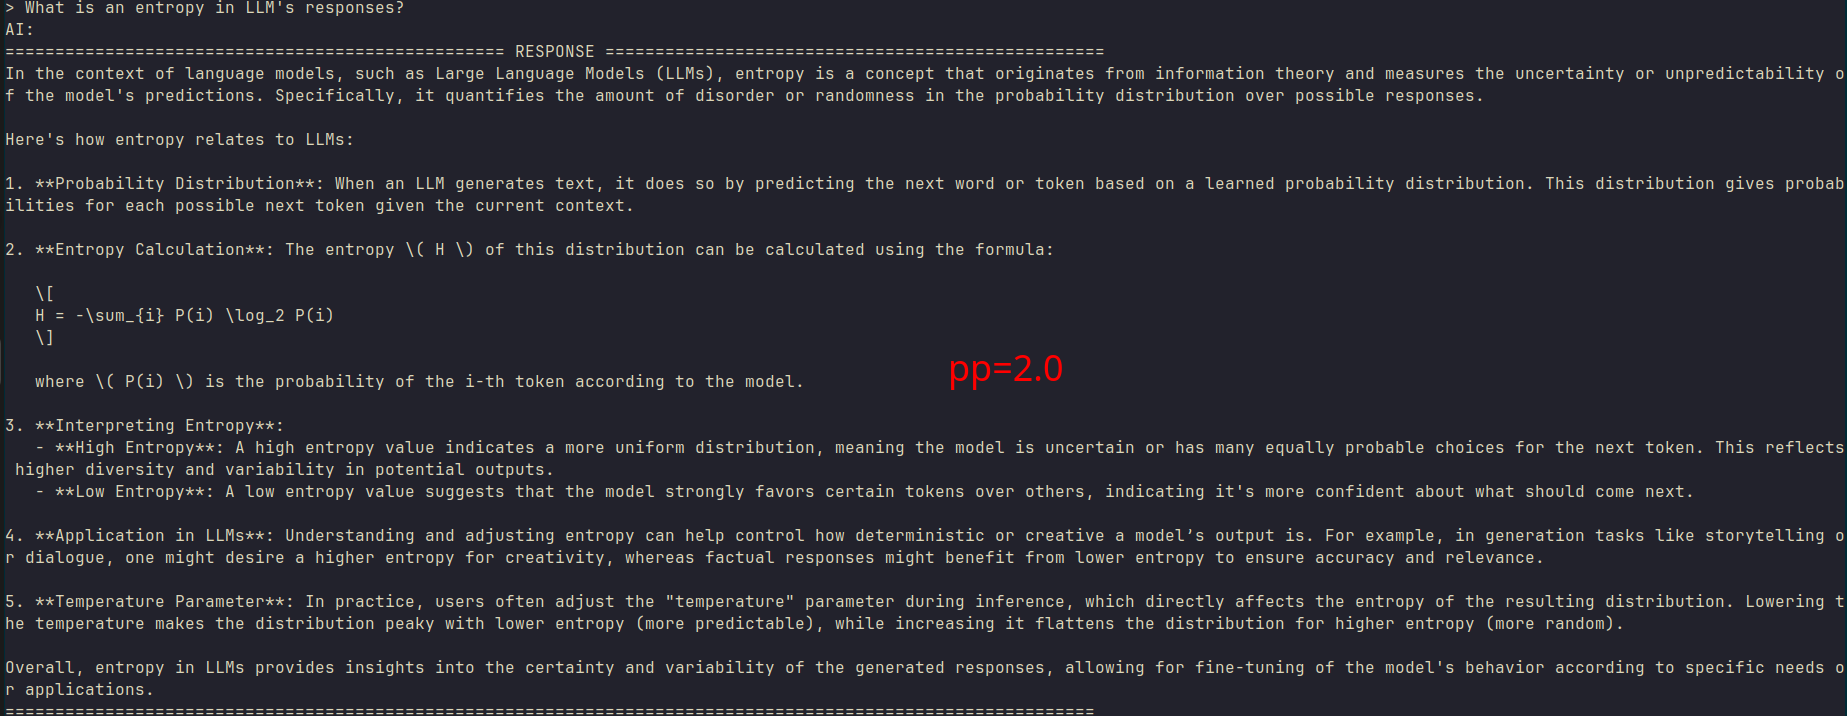 > What is an entropy in LLM's responses?
AI:
================================================== RESPONSE ==================================================
In the context of language models, such as Large Language Models (LLMs), entropy is a concept that originates from information theory and measures the uncertainty or unpredictability o
f the model's predictions. Specifically, it quantifies the amount of disorder or randomness in the probability distribution over possible responses.
Here's how entropy relates to LLMs:
1. **Probability Distribution**: When an LLM generates text, it does so by predicting the next word or token based on a learned probability distribution. This distribution gives probab
ilities for each possible next token given the current context.
2. **Entropy Calculation**: The entropy \( H \) of this distribution can be calculated using the formula:
\[
H = -\sum_{i} P(i) \log_2 P(i)
\]
pp=2.0
where \( P(i) \) is the probability of the i-th token according to the model.
3. **Interpreting Entropy**:
- **High Entropy**: A high entropy value indicates a more uniform distribution, meaning the model is uncertain or has many equally probable choices for the next token. This reflects
higher diversity and variability in potential outputs.
- **Low Entropy**: A low entropy value suggests that the model strongly favors certain tokens over others, indicating it's more confident about what should come next.
4. **Application in LLMs**: Understanding and adjusting entropy can help control how deterministic or creative a model’s output is. For example, in generation tasks like storytelling o
r dialogue, one might desire a higher entropy for creativity, whereas factual responses might benefit from lower entropy to ensure accuracy and relevance.
5. **Temperature Parameter**: In practice, users often adjust the "temperature" parameter during inference, which directly affects the entropy of the resulting distribution. Lowering t
he temperature makes the distribution peaky with lower entropy (more predictable), while increasing it flattens the distribution for higher entropy (more random).
Overall, entropy in LLMs provides insights into the certainty and variability of the generated responses, allowing for fine-tuning of the model's behavior according to specific needs o
r applications.
=============================================================================================================